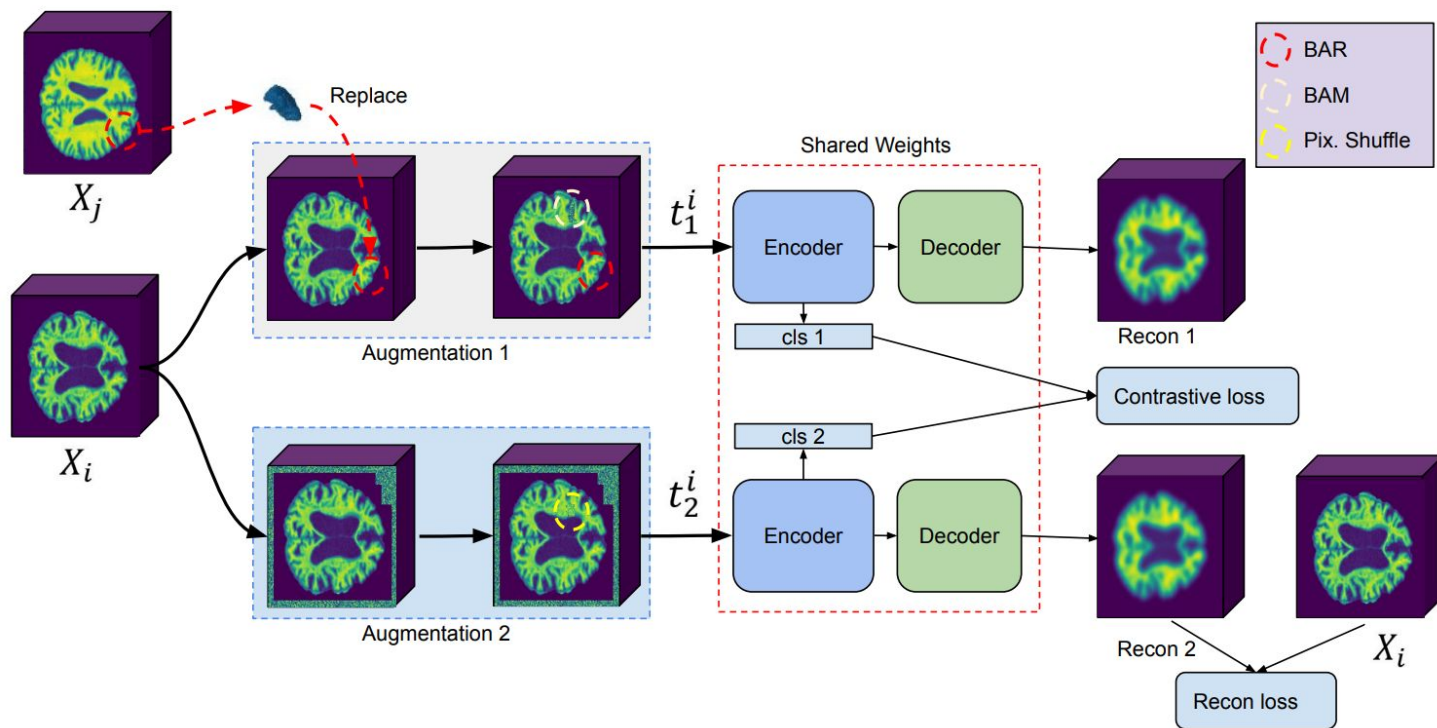 BAR
BAM
Pix. Shuffle
Replace
Shared Weights
X_j
t_1^i
Encoder
Decoder
cls 1
Recon 1
Augmentation 1
Contrastive loss
X_i
cls 2
t_2^i
Encoder
Decoder
Augmentation 2
Recon 2
X_i
Recon loss